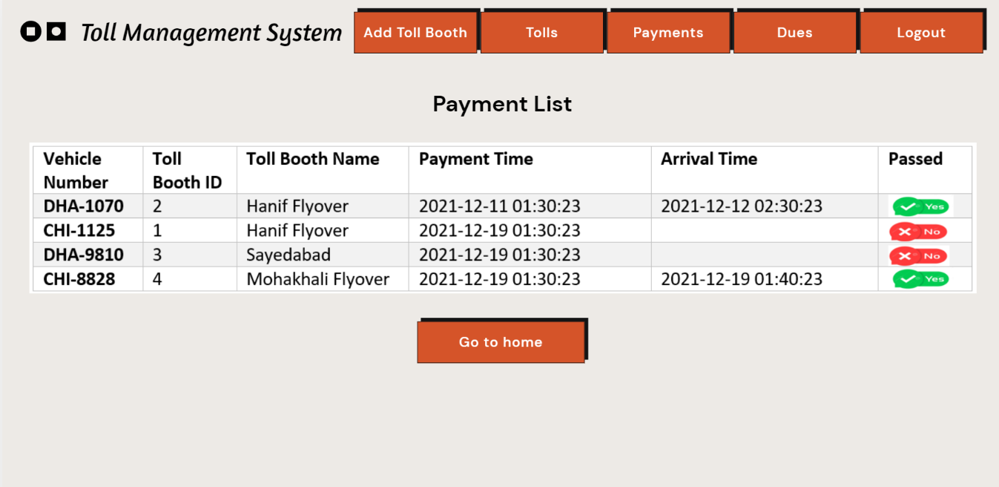 Toll Management System Add Toll Booth Tolls Payments Dues Logout
Payment List
Vehicle Number Toll Booth ID Toll Booth Name Payment Time Arrival Time Passed
DHA-1070 2 Hanif Flyover 2021-12-11 01:30:23 2021-12-12 02:30:23 Yes
CHI-1125 1 Hanif Flyover 2021-12-19 01:30:23 No
DHA-9810 3 Sayedabad 2021-12-19 01:30:23 No
CHI-8828 4 Mohakhali Flyover 2021-12-19 01:30:23 2021-12-19 01:40:23 Yes
Go to home